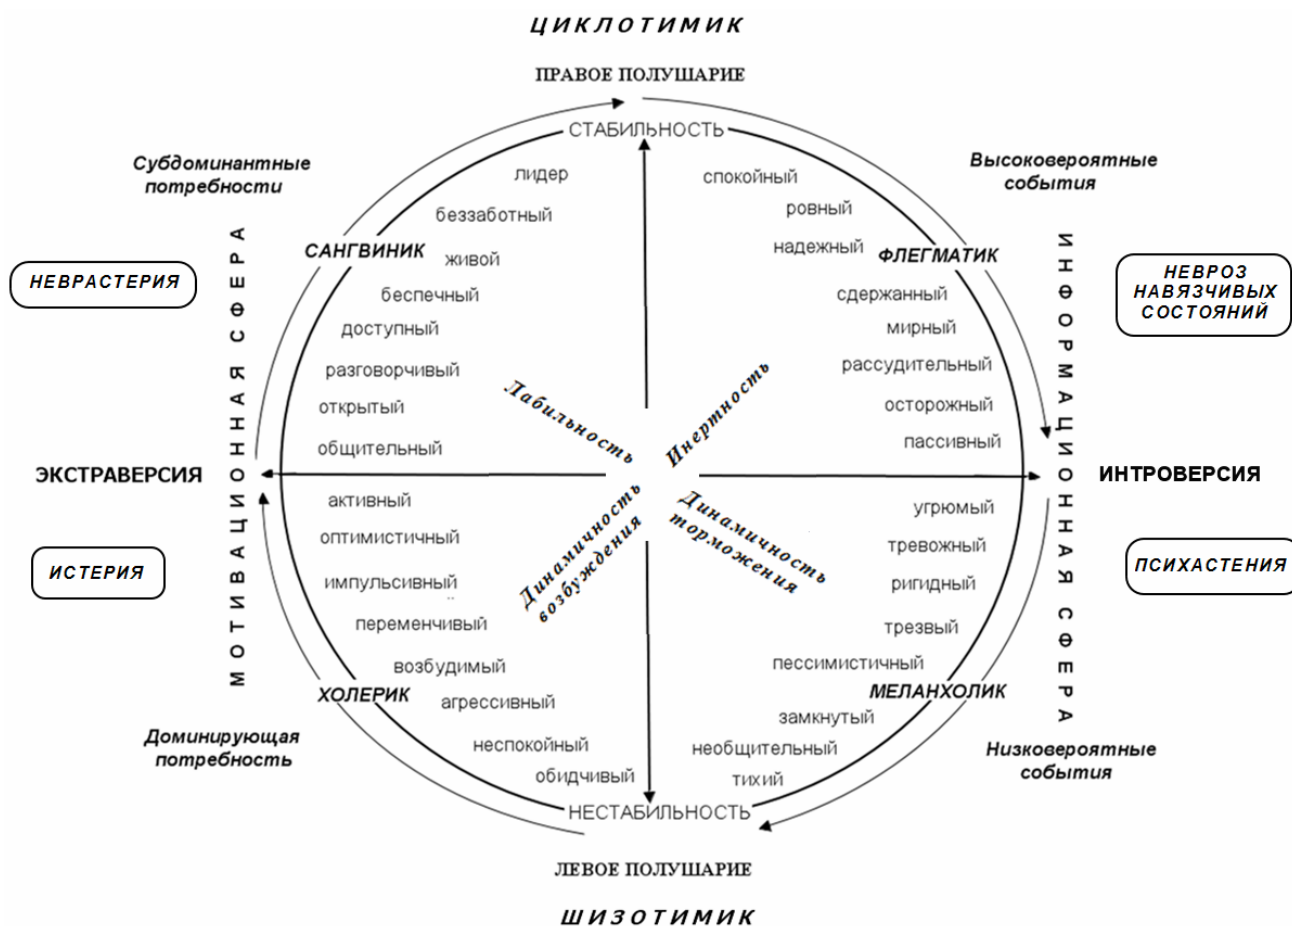 ЦИКЛОТИМИК
ПРАВОЕ ПОЛУШАРИЕ
СТАБИЛЬНОСТЬ
Субдоминантные
потребности
Высоковероятные
события
МОТИВАЦИОННАЯ СФЕРА
ИНФОРМАЦИОННАЯ СФЕРА
НЕВРАСТЕРИЯ
НЕВРОЗ
НАВЯЗЧИВЫХ
СОСТОЯНИЙ
САНГВИНИК
лидер
беззаботный
живой
беспечный
доступный
разговорчивый
открытый
общительный
ФЛЕГМАТИК
спокойный
ровный
надежный
сдержанный
мирный
рассудительный
осторожный
пассивный
Лабильность
Инертность
ЭКСТРАВЕРСИЯ
ИНТРОВЕРСИЯ
Динамичность
возбуждения
Динамичность
торможения
активный
оптимистичный
импульсивный
переменчивый
возбудимый
агрессивный
неспокойный
обидчивый
ХОЛЕРИК
угрюмый
тревожный
ригидный
трезвый
пессимистичный
замкнутый
необщительный
тихий
МЕЛАНХОЛИК
ИСТЕРИЯ
ПСИХАСТЕНИЯ
Доминирующая
потребность
Низковероятные
события
НЕСТАБИЛЬНОСТЬ
ЛЕВОЕ ПОЛУШАРИЕ
ШИЗОТИМИК